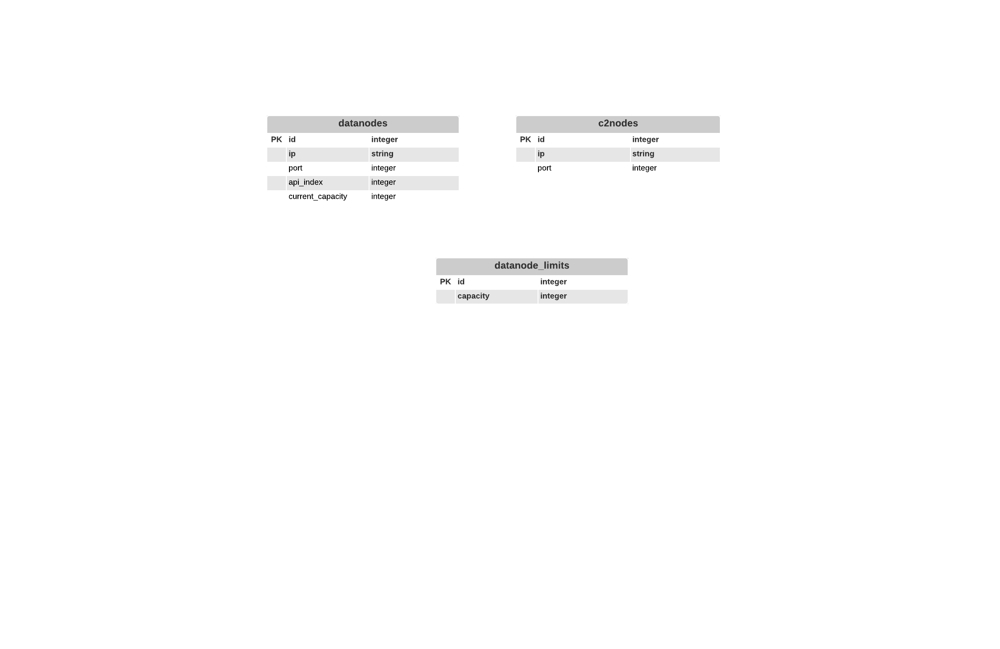 datanodes
PK id integer
ip string
port integer
api_index integer
current_capacity integer
c2nodes
PK id integer
ip string
port integer
datanode_limits
PK id integer
capacity integer